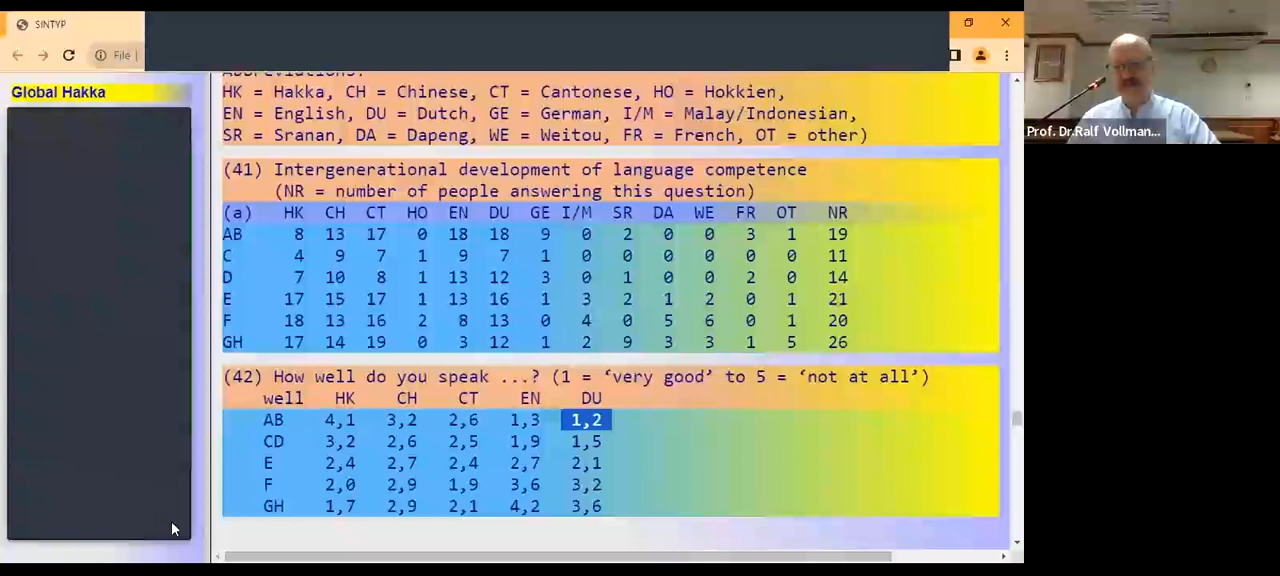 SINTYP
File
Global Hakka
Abbreviations:
HK = Hakka, CH = Chinese, CT = Cantonese, HO = Hokkien,
EN = English, DU = Dutch, GE = German, I/M = Malay/Indonesian,
SR = Sranan, DA = Dapeng, WE = Weitou, FR = French, OT = other)
(41) Intergenerational development of language competence
(NR = number of people answering this question)
(a) HK CH CT HO EN DU GE I/M SR DA WE FR OT NR
AB 8 13 17 0 18 18 9 0 2 0 0 3 1 19
C 4 9 7 1 9 7 1 0 0 0 0 0 0 11
D 7 10 8 1 13 12 3 0 1 0 0 2 0 14
E 17 15 17 1 13 16 1 3 2 1 2 0 1 21
F 18 13 16 2 8 13 0 4 0 5 6 0 1 20
GH 17 14 19 0 3 12 1 2 9 3 3 1 5 26
(42) How well do you speak ...? (1 = ‘very good’ to 5 = ‘not at all’)
well HK CH CT EN DU
AB 4,1 3,2 2,6 1,3 1,2
CD 3,2 2,6 2,5 1,9 1,5
E 2,4 2,7 2,4 2,7 2,1
F 2,0 2,9 1,9 3,6 3,2
GH 1,7 2,9 2,1 4,2 3,6
Prof. Dr.Ralf Vollman...